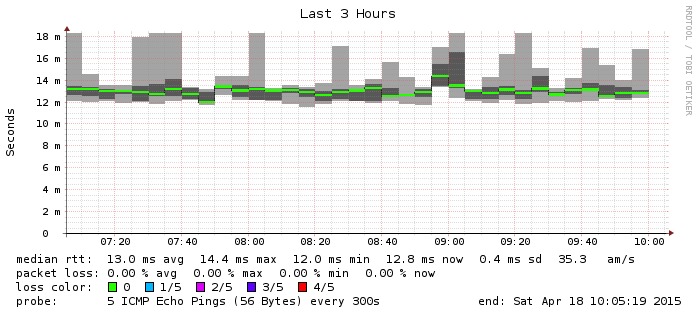 Last 3 Hours
RRDTOOL / TOBI OETIKER
Seconds
18 m
16 m
14 m
12 m
10 m
8 m
6 m
4 m
2 m
0
07:20 07:40 08:00 08:20 08:40 09:00 09:20 09:40 10:00
median rtt: 13.0 ms avg 14.4 ms max 12.0 ms min 12.8 ms now 0.4 ms sd 35.3 am/s
packet loss: 0.00 % avg 0.00 % max 0.00 % min 0.00 % now
loss color: 0 1/5 2/5 3/5 4/5
probe: 5 ICMP Echo Pings (56 Bytes) every 300s end: Sat Apr 18 10:05:19 2015